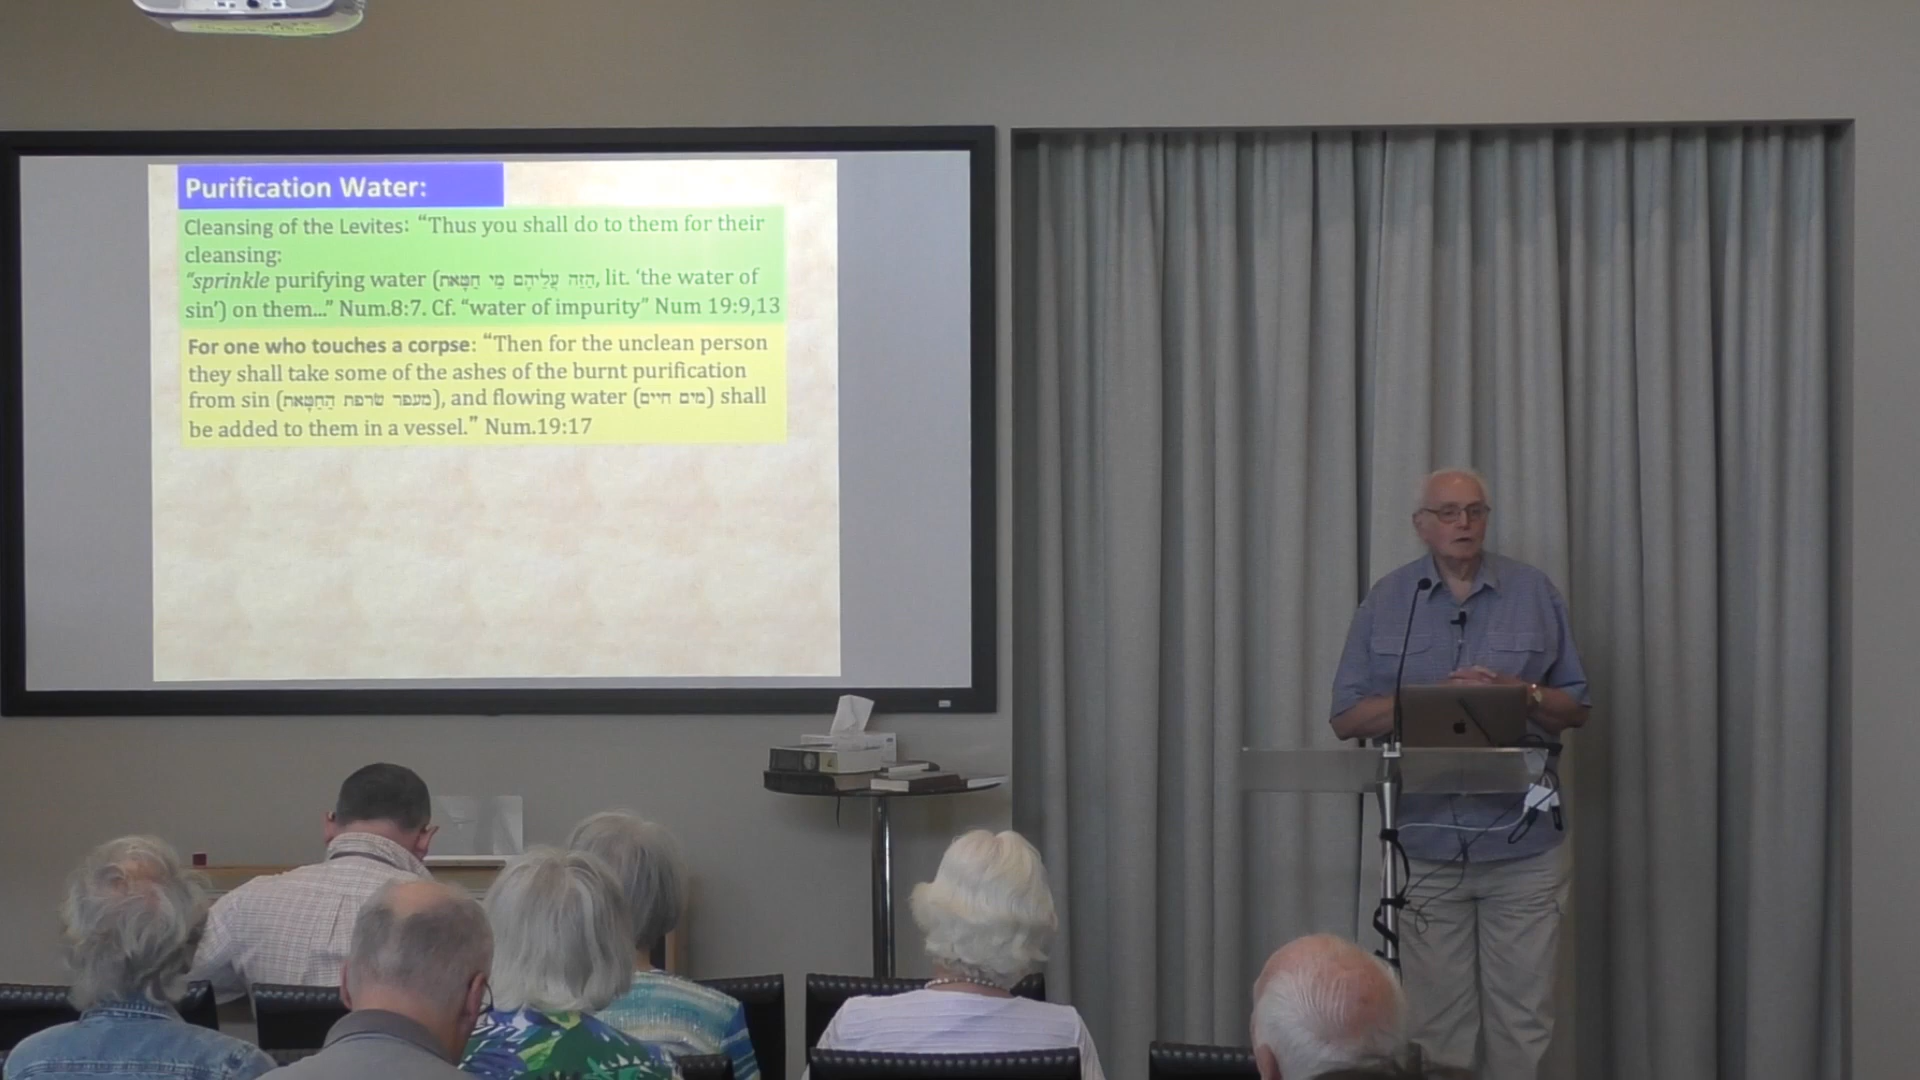 Purification Water:
Cleansing of the Levites: “Thus you shall do to them for their
cleansing:
“sprinkle purifying water (הַזֵּה עֲלֵיהֶם מֵי חַטָּאת, lit. ‘the water of
sin’) on them...” Num.8:7. Cf. “water of impurity” Num 19:9,13
For one who touches a corpse: “Then for the unclean person
they shall take some of the ashes of the burnt purification
from sin (מעפר שׂרפת הַחַטָּאת), and flowing water (מים חיים) shall
be added to them in a vessel.” Num.19:17